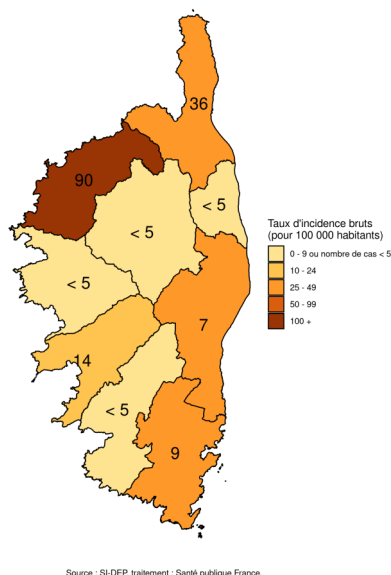 36
90
< 5
< 5
Taux d'incidence bruts
(pour 100 000 habitants)
0 - 9 ou nombre de cas < 5
10 - 24
25 - 49
50 - 99
100 +
< 5
7
14
< 5
9
Source : SI-DEP, traitement : Santé publique France